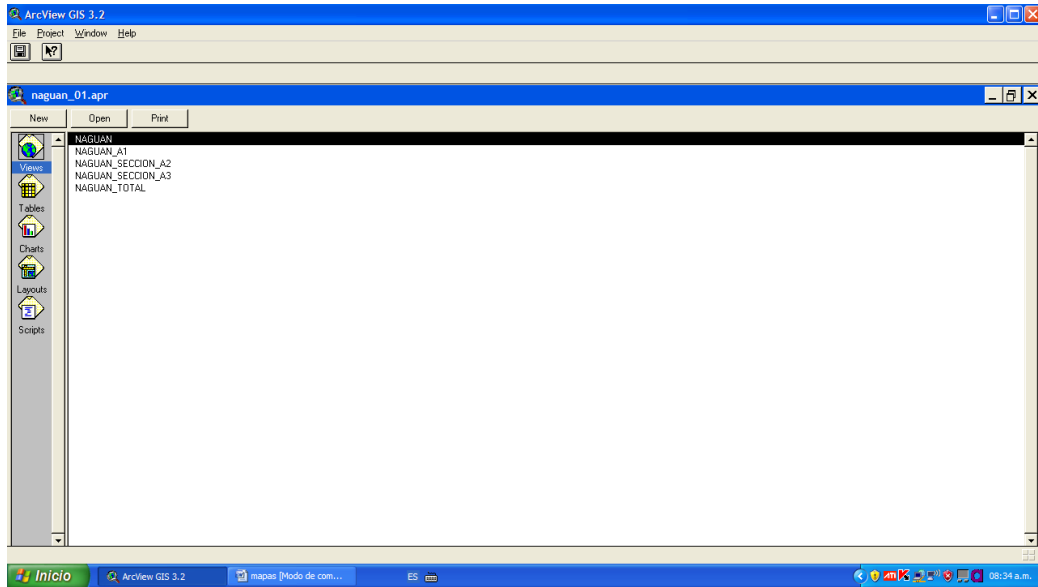 ArcView GIS 3.2
File Project Window Help
naguan_01.apr
New Open Print
Views
Tables
Charts
Layouts
Scripts
NAGUAN
NAGUAN_A1
NAGUAN_SECCION_A2
NAGUAN_SECCION_A3
NAGUAN_TOTAL
Inicio ArcView GIS 3.2 mapas [Modo de com... ES 08:34 a.m.